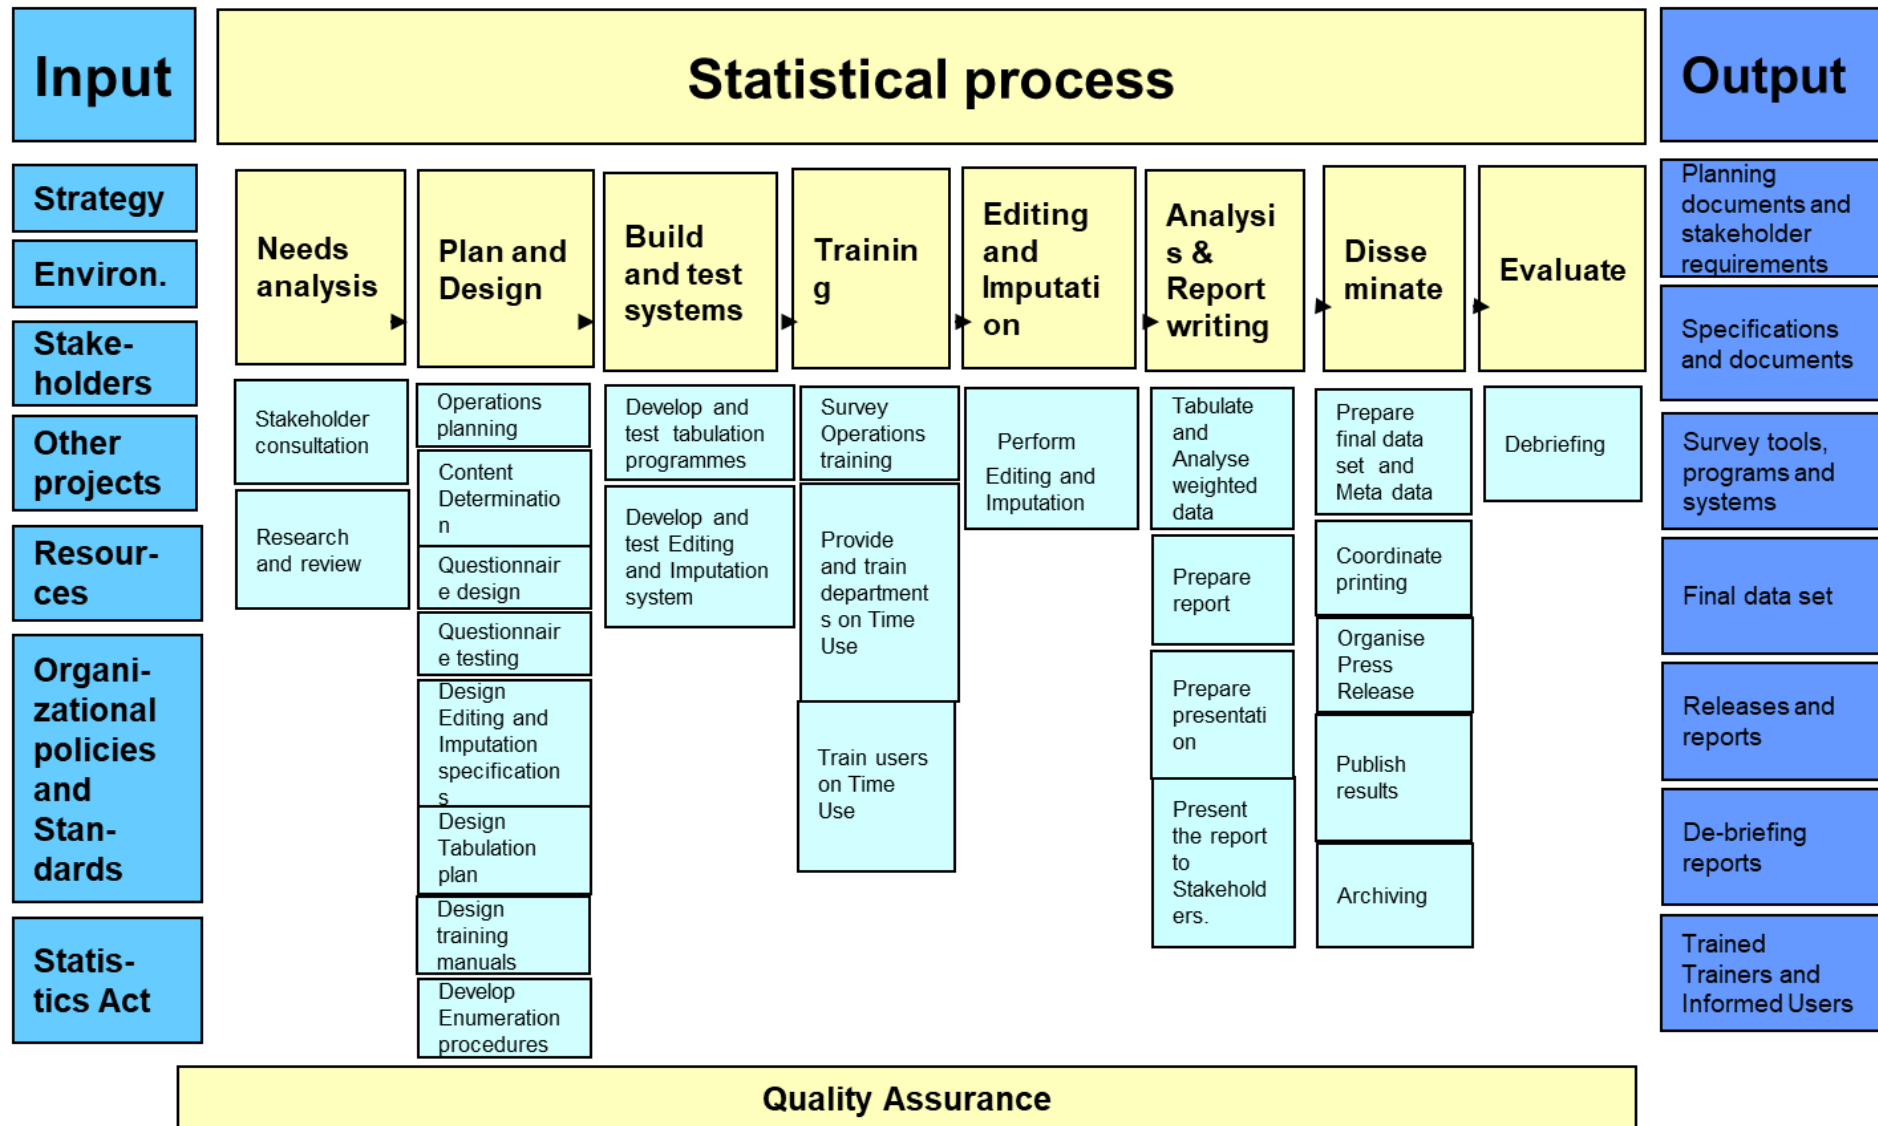 Input
Statistical process
Output
Strategy
Environ.
Stake-
holders
Other
projects
Resour-
ces
Organi-
zational
policies
and
Stan-
dards
Statis-
tics Act
Needs
analysis
Stakeholder
consultation
Research
and review
Plan and
Design
Operations
planning
Content
Determinatio
n
Questionnair
e design
Questionnair
e testing
Design
Editing and
Imputation
specification
s
Design
Tabulation
plan
Design
training
manuals
Develop
Enumeration
procedures
Build
and test
systems
Develop and
test tabulation
programmes
Develop and
test Editing
and Imputation
system
Trainin
g
Survey
Operations
training
Provide
and train
department
s on Time
Use
Train users
on Time
Use
Editing
and
Imputati
on
Perform
Editing and
Imputation
Analysi
s &
Report
writing
Tabulate
and
Analyse
weighted
data
Prepare
report
Prepare
presentati
on
Present
the report
to
Stakehold
ers.
Disse
minate
Prepare
final data
set and
Meta data
Coordinate
printing
Organise
Press
Release
Publish
results
Archiving
Evaluate
Debriefing
Planning
documents and
stakeholder
requirements
Specifications
and documents
Survey tools,
programs and
systems
Final data set
Releases and
reports
De-briefing
reports
Trained
Trainers and
Informed Users
Quality Assurance